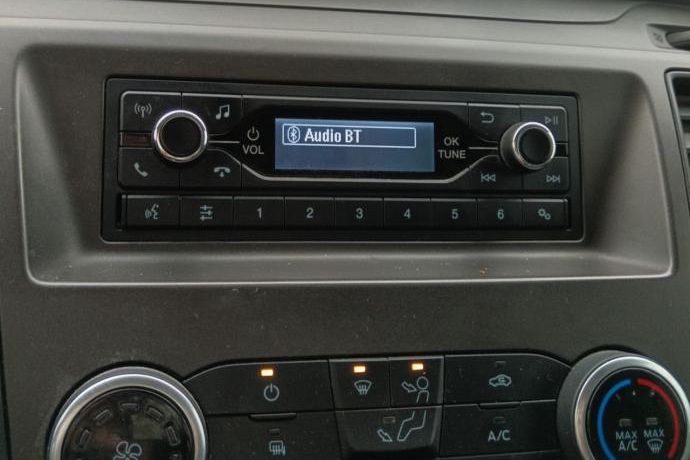 Audio BT
VOL
OK
TUNE
1 2 3 4 5 6
A/C
MAX
A/C
MAX